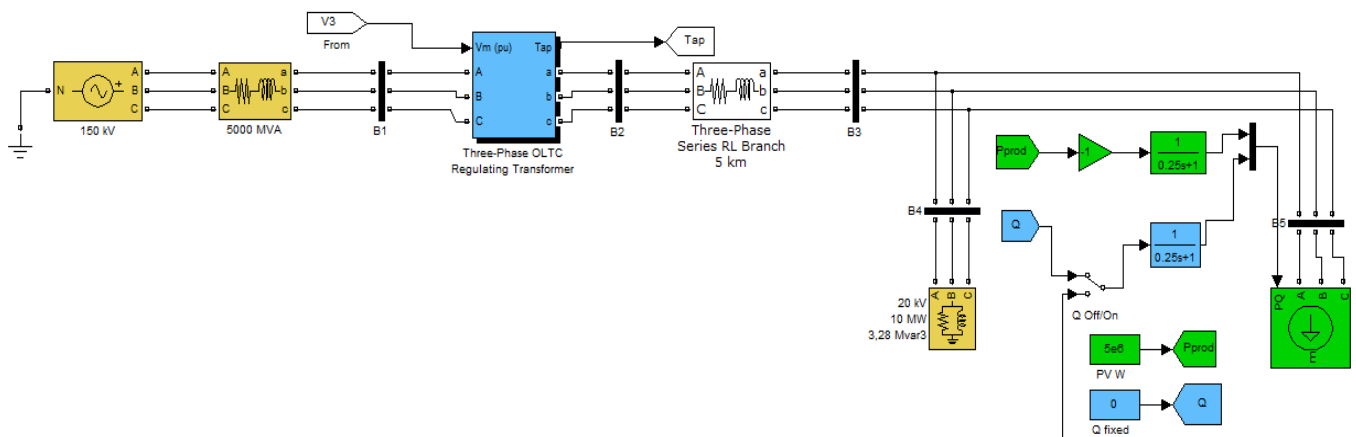 V3
From
Vm (pu)
Tap
A
B
C
a
b
c
Tap
N
A
B
C
150 kV
A
B
C
a
b
c
5000 MVA
B1
Three-Phase OLTC
Regulating Transformer
B2
A
B
C
a
b
c
Three-Phase
Series RL Branch
5 km
B3
Pprod
-1
1
0.25s+1
B4
Q
1
0.25s+1
B5
Q Off/On
A
B
C
20 kV
10 MW
3,28 Mvar3
PQ
A
B
C
E
5e6
Pprod
PV W
0
Q
Q fixed